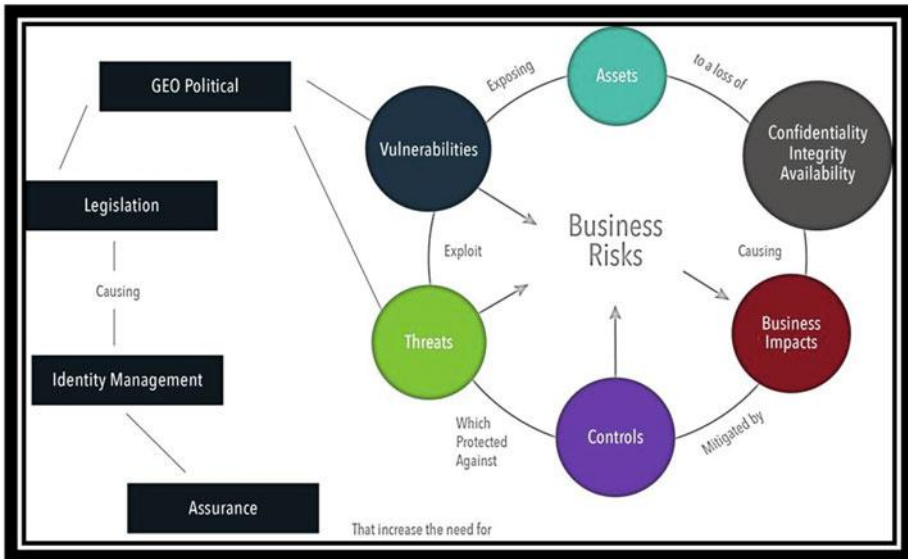 GEO Political
Legislation
Causing
Identity Management
Assurance
That increase the need for
Vulnerabilities
Exposing
Assets
to a loss of
Confidentiality
Integrity
Availability
Causing
Business
Impacts
Mitigated by
Controls
Which
Protected
Against
Threats
Exploit
Business
Risks